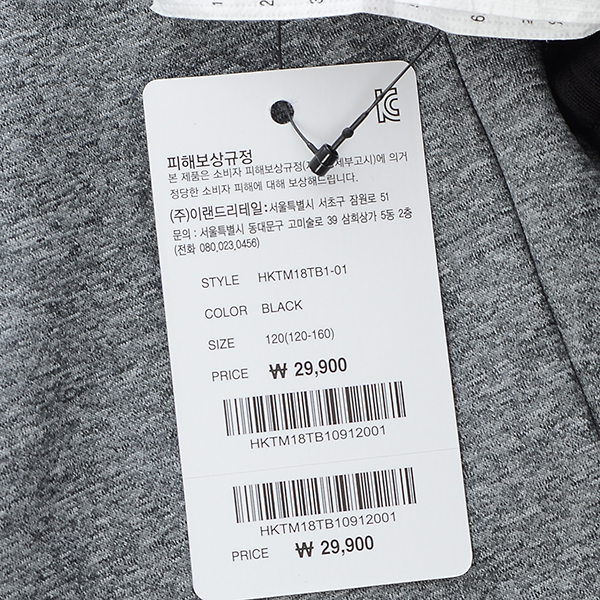 피해보상규정
본 제품은 소비자 피해보상규정(제부고시)에 의거
정당한 소비자 피해에 대해 보상해드립니다.
(주)이랜드리테일:서울특별시 서초구 잠원로 51
문의 : 서울특별시 동대문구 고미술로 39 삼희상가 5동 2층
(전화 080,023,0456)
STYLE HKTM18TB1-01
COLOR BLACK
SIZE 120(120-160)
PRICE ₩ 29,900
HKTM18TB10912001
HKTM18TB10912001
PRICE ₩ 29,900